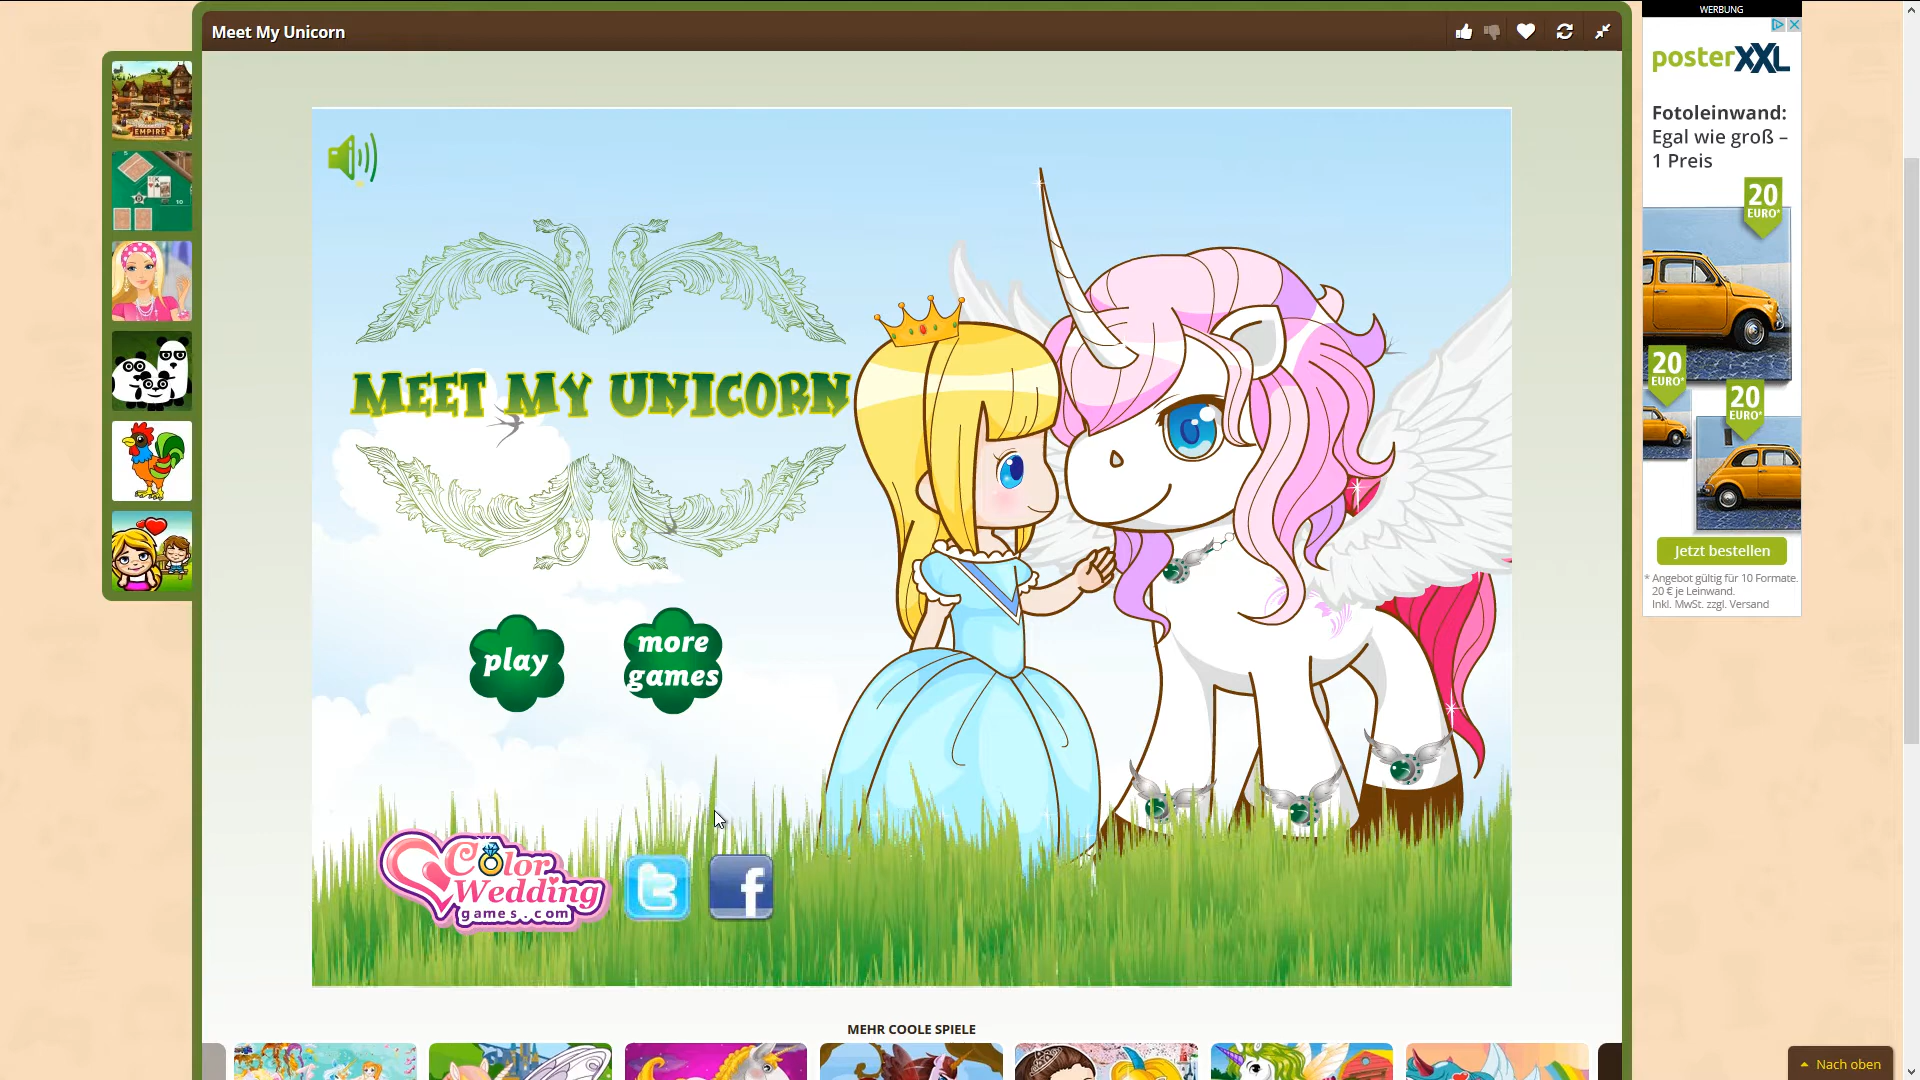 Meet My Unicorn
EMPIRE
MEET MY UNICORN
play
more
games
Color
Wedding
games.com
MEHR COOLE SPIELE
WERBUNG
posterXXL
Fotoleinwand:
Egal wie groß –
1 Preis
20
EURO*
20
EURO*
20
EURO*
Jetzt bestellen
* Angebot gültig für 10 Formate.
20 € je Leinwand.
Inkl. MwSt. zzgl. Versand
Nach oben